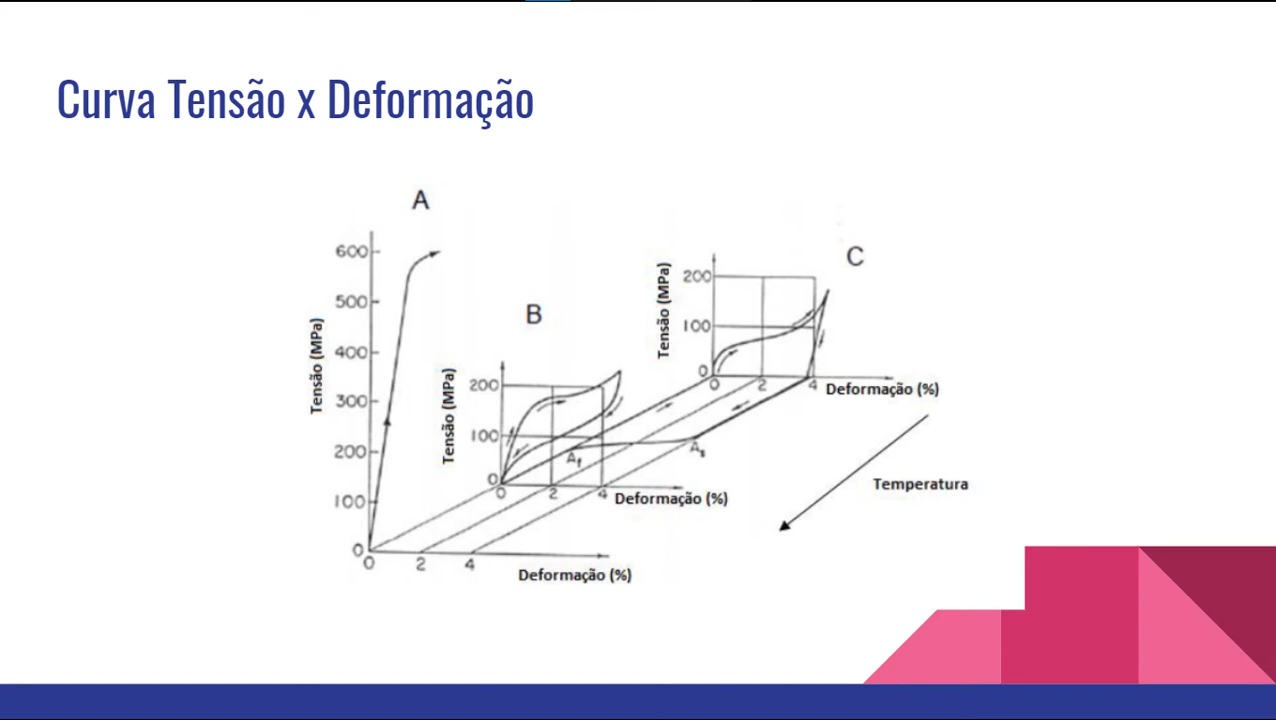 Curva Tensão x Deformação
A
600
500
400
300
200
100
0
Tensão (MPa)
0 2 4
Deformação (%)
B
200
100
0
Tensão (MPa)
0 2 4
Deformação (%)
Af
As
C
200
100
0
Tensão (MPa)
0 2 4
Deformação (%)
Temperatura